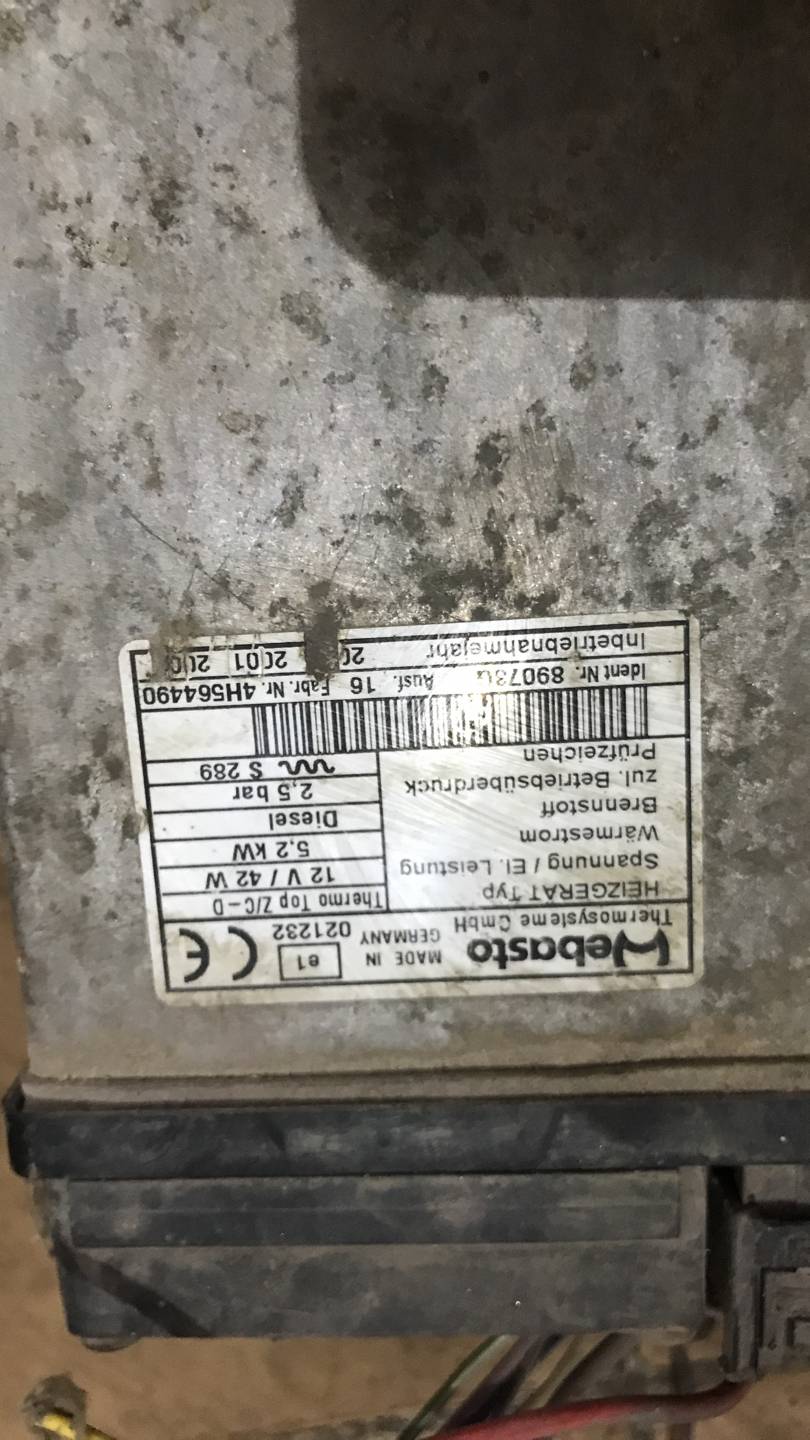 Webasto MADE IN GERMANY e1 021232 CE
Thermosysteme GmbH
HEIZGERÄT Typ Thermo Top Z/C-D
Spannung / El. Leistung 12 V / 42 W
Wärmestrom 5,2 kW
Brennstoff Diesel
zul. Betriebsüberdruck 2,5 bar
Prüfzeichen S 289
Ident Nr. Ausf. 16 Fabr. Nr. 4H564490
Inbetriebnahmejahr 2001